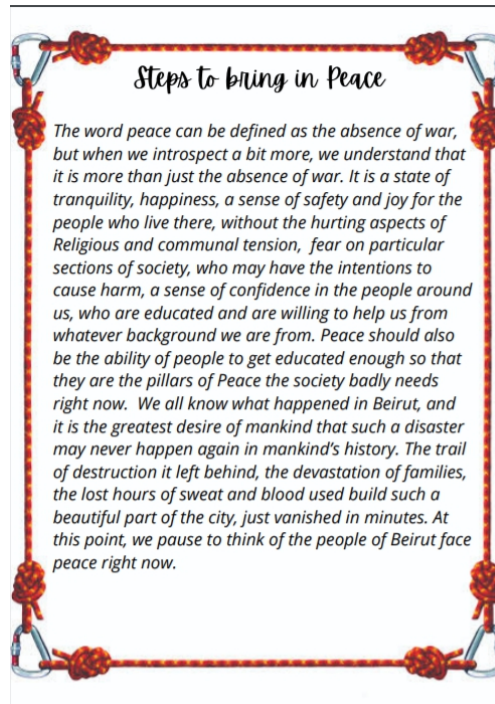 Steps to bring in Peace
The word peace can be defined as the absence of war,
but when we introspect a bit more, we understand that
it is more than just the absence of war. It is a state of
tranquility, happiness, a sense of safety and joy for the
people who live there, without the hurting aspects of
Religious and communal tension, fear on particular
sections of society, who may have the intentions to
cause harm, a sense of confidence in the people around
us, who are educated and are willing to help us from
whatever background we are from. Peace should also
be the ability of people to get educated enough so that
they are the pillars of Peace the society badly needs
right now. We all know what happened in Beirut, and
it is the greatest desire of mankind that such a disaster
may never happen again in mankind's history. The trail
of destruction it left behind, the devastation of families,
the lost hours of sweat and blood used build such a
beautiful part of the city, just vanished in minutes. At
this point, we pause to think of the people of Beirut face
peace right now.